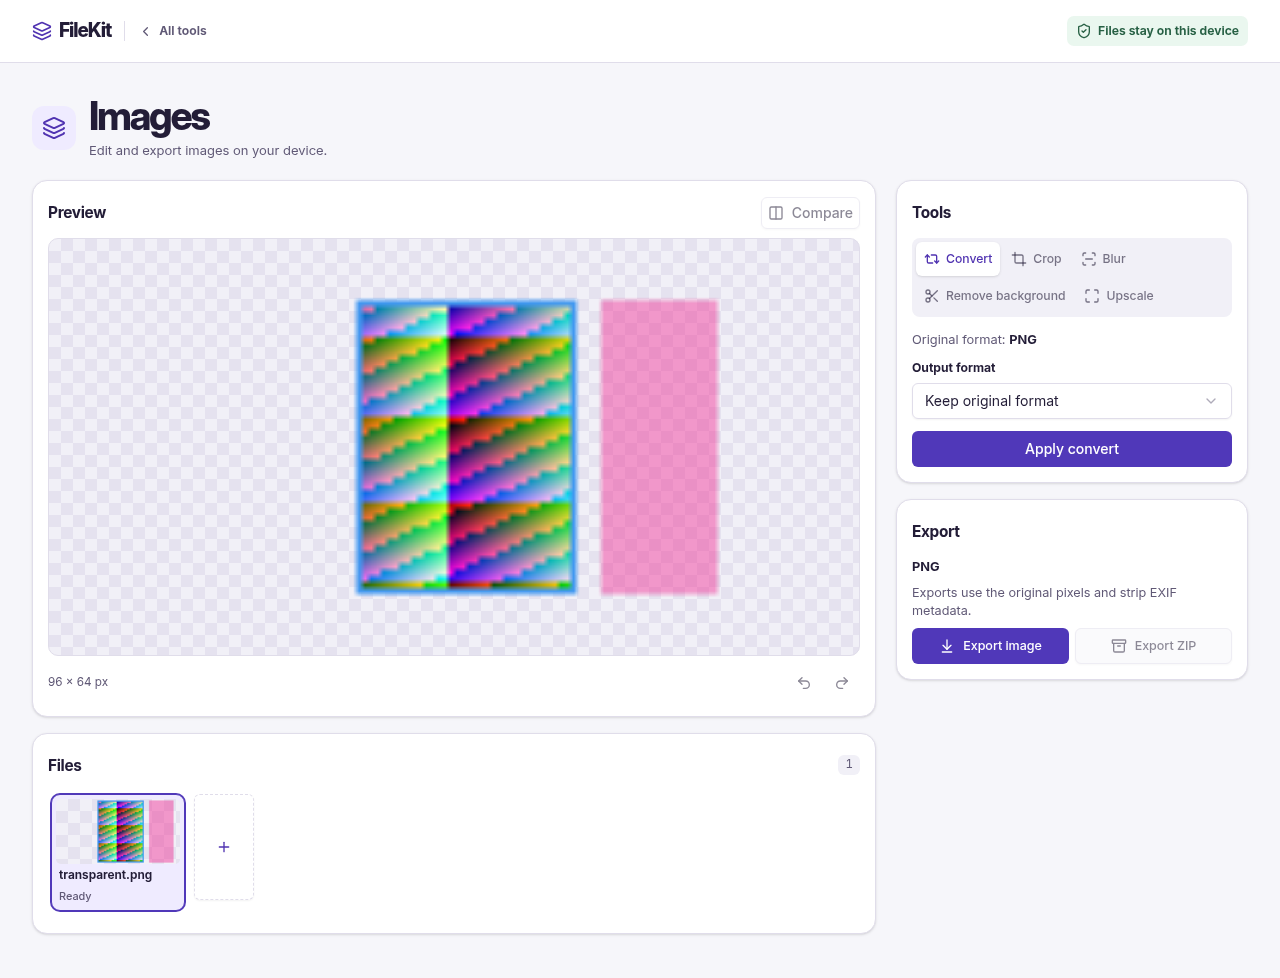 FileKit
All tools
Files stay on this device
Images
Edit and export images on your device.
Preview
Compare
96 × 64 px
Files
1
transparent.png
Ready
+
Tools
Convert
Crop
Blur
Remove background
Upscale
Original format: PNG
Output format
Keep original format
Apply convert
Export
PNG
Exports use the original pixels and strip EXIF
metadata.
Export Image
Export ZIP